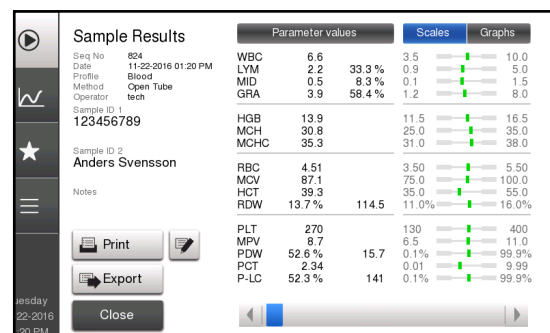 Sample Results
Seq No 824
Date 11-22-2016 01:20 PM
Profile Blood
Method Open Tube
Operator tech
Sample ID 1
123456789
Sample ID 2
Anders Svensson
Notes
Print
Export
Close
esday
22-2016
:20 PM
Parameter values
Scales Graphs
WBC 6.6 3.5 10.0
LYM 2.2 33.3 % 0.9 5.0
MID 0.5 8.3 % 0.1 1.5
GRA 3.9 58.4 % 1.2 8.0
HGB 13.9 11.5 16.5
MCH 30.8 25.0 35.0
MCHC 35.3 31.0 38.0
RBC 4.51 3.50 5.50
MCV 87.1 75.0 100.0
HCT 39.3 35.0 55.0
RDW 13.7 % 114.5 11.0% 16.0%
PLT 270 130 400
MPV 8.7 6.5 11.0
PDW 52.6 % 15.7 0.1% 99.9%
PCT 2.34 0.01 9.99
P-LC 52.3 % 141 0.1% 99.9%